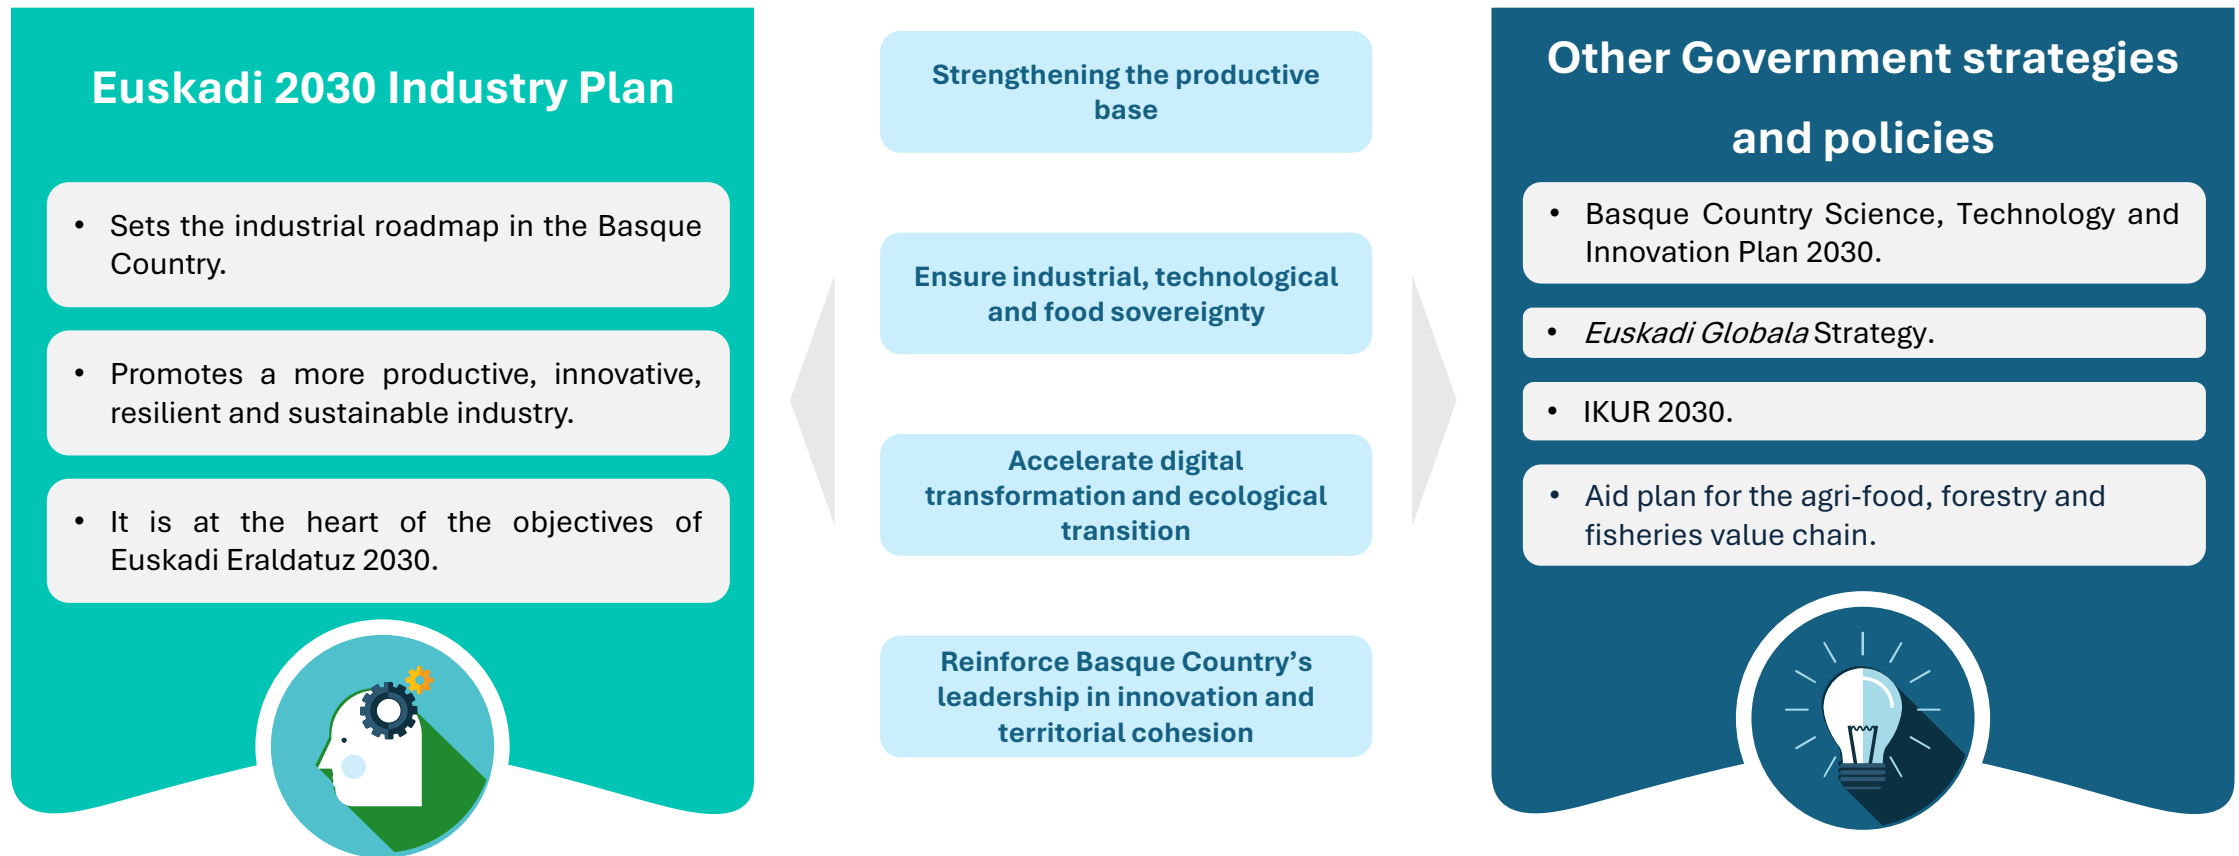 Euskadi 2030 Industry Plan
• Sets the industrial roadmap in the Basque
Country.
• Promotes a more productive, innovative,
resilient and sustainable industry.
• It is at the heart of the objectives of
Euskadi Eraldatuz 2030.
Strengthening the productive
base
Ensure industrial, technological
and food sovereignty
Accelerate digital
transformation and ecological
transition
Reinforce Basque Country’s
leadership in innovation and
territorial cohesion
Other Government strategies
and policies
• Basque Country Science, Technology and
Innovation Plan 2030.
• Euskadi Globala Strategy.
• IKUR 2030.
• Aid plan for the agri-food, forestry and
fisheries value chain.